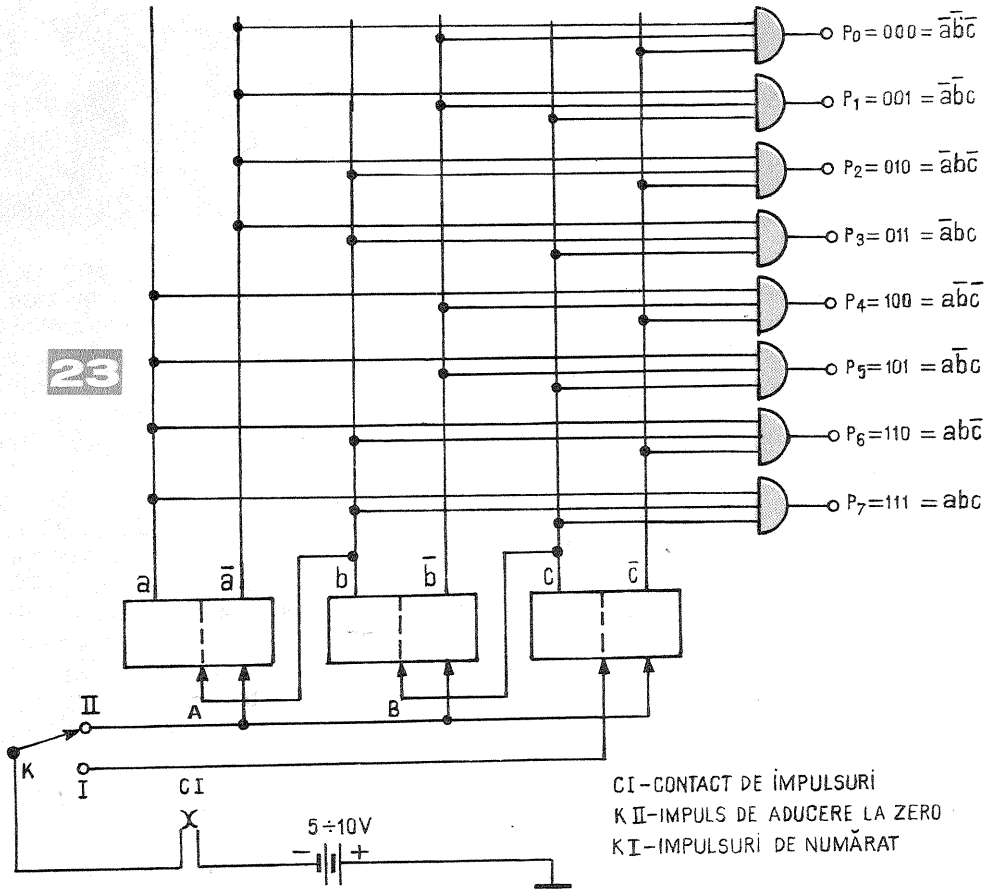 P0 = 000 = a̅b̅c̅
P1 = 001 = a̅b̅c
P2 = 010 = a̅bc̅
P3 = 011 = a̅bc
P4 = 100 = ab̅c̅
23
P5 = 101 = ab̅c
P6 = 110 = abc̅
P7 = 111 = abc
a a̅ b b̅ c c̅
A B
II
K
I
CI
5÷10V
− +
CI-CONTACT DE IMPULSURI
K II-IMPULS DE ADUCERE LA ZERO
K I-IMPULSURI DE NUMĂRAT